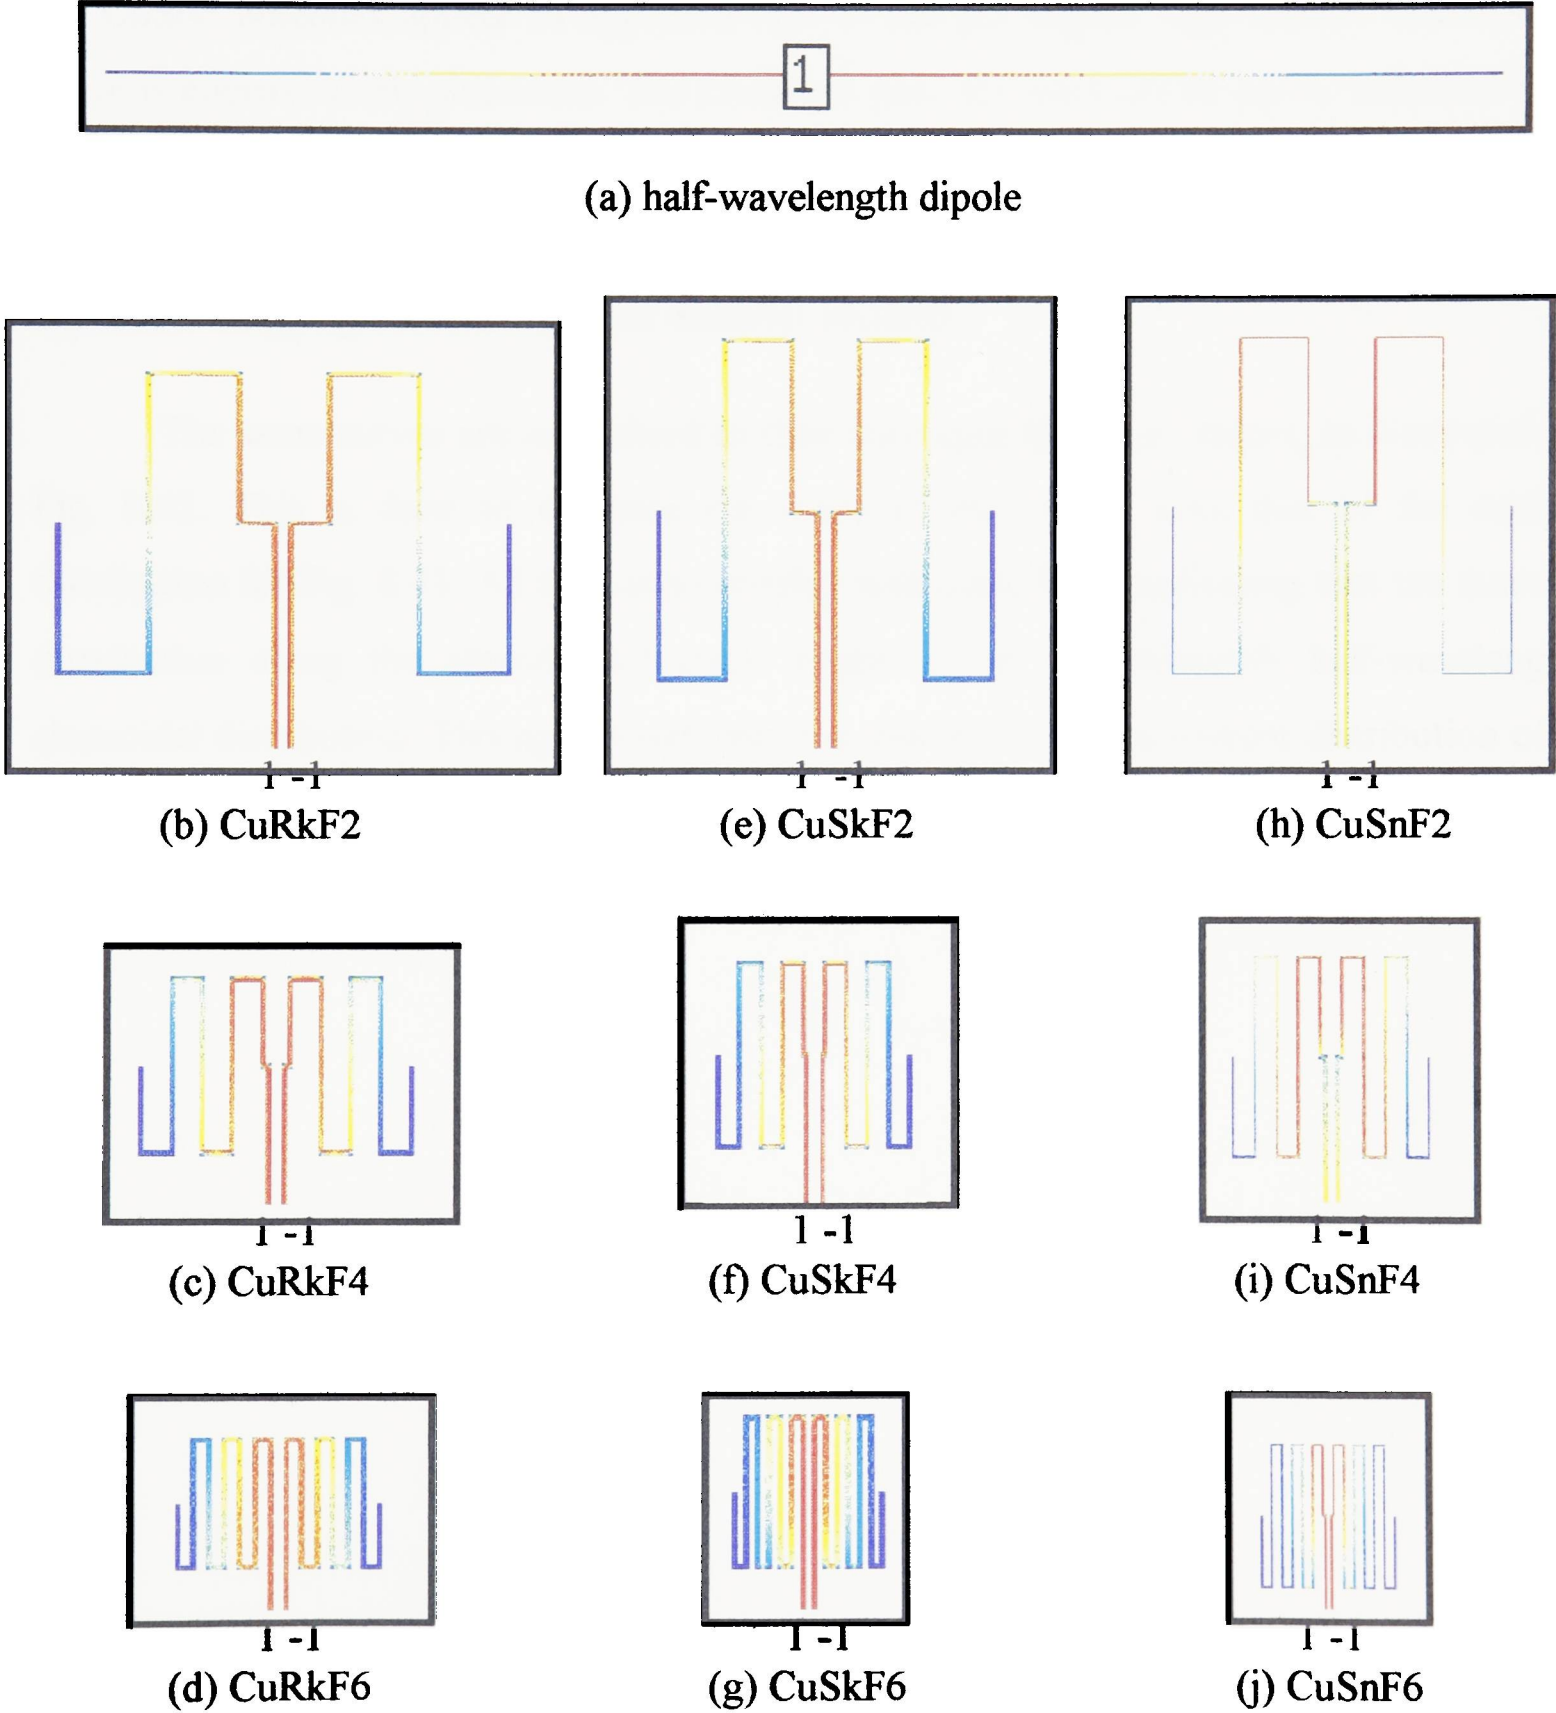 1
(a) half-wavelength dipole
1 -1 1 -1 1 -1
(b) CuRkF2 (e) CuSkF2 (h) CuSnF2
1 -1 1 -1 1 -1
(c) CuRkF4 (f) CuSkF4 (i) CuSnF4
1 -1 1 -1 1 -1
(d) CuRkF6 (g) CuSkF6 (j) CuSnF6